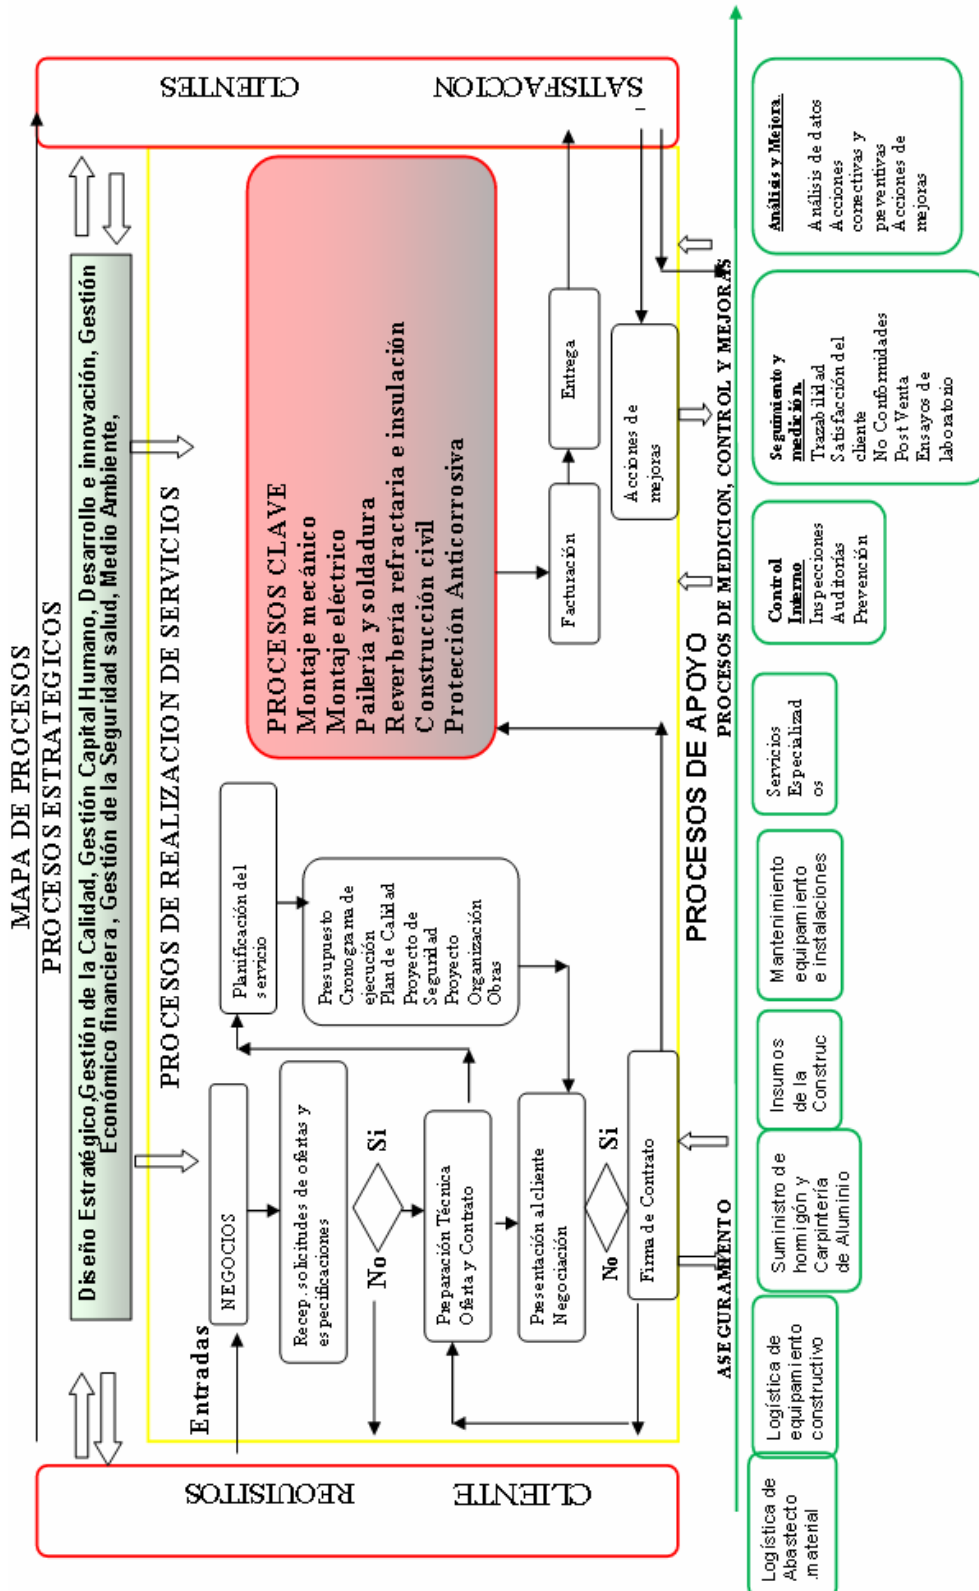 MAPA DE PROCESOS
PROCESOS ESTRATEGICOS
Diseño Estratégico, Gestión de la Calidad, Gestión Capital Humano, Desarrollo e innovación, Gestión
Económico financiera , Gestión de la Seguridad salud, Medio Ambiente,
PROCESOS DE REALIZACION DE SERVICIOS
REQUISITOS
CLIENTE
Entradas
NEGOCIOS
Recep. solicitudes de ofertas y
especificaciones
No
Si
Preparación Técnica
Oferta y Contrato
Presentación al cliente
Negociación
No
Si
Firma de Contrato
Planificación del
servicio
Presupuesto
Cronograma de
ejecución
Plan de Calidad
Proyecto de
Seguridad
Proyecto
Organización
Obras
PROCESOS CLAVE
Montaje mecánico
Montaje eléctrico
Pailería y soldadura
Reverbería refractaria e insulación
Construcción civil
Protección Anticorrosiva
Facturación
Entrega
Acciones de
mejoras
CLIENTES
SATISFACCION
PROCESOS DE APOYO
ASEGURAMIENTO
PROCESOS DE MEDICION, CONTROL Y MEJORAS
Logística de
Abastecto
.material
Logística de
equipamiento
constructivo
Suministro de
hormigón y
Carpintería
de Aluminio
Insumos
de la
Construc
Mantenimiento
equipamiento
e instalaciones
Servicios
Especializad
os
Control
Interno
Inspecciones
Auditorías
Prevención
Seguimiento y
medición.
Trazabilidad
Satisfacción del
cliente
No Conformidades
Post Venta
Ensayos de
laboratorio
Análisis y Mejora.
Análisis de datos
Acciones
correctivas y
preventivas
Acciones de
mejoras